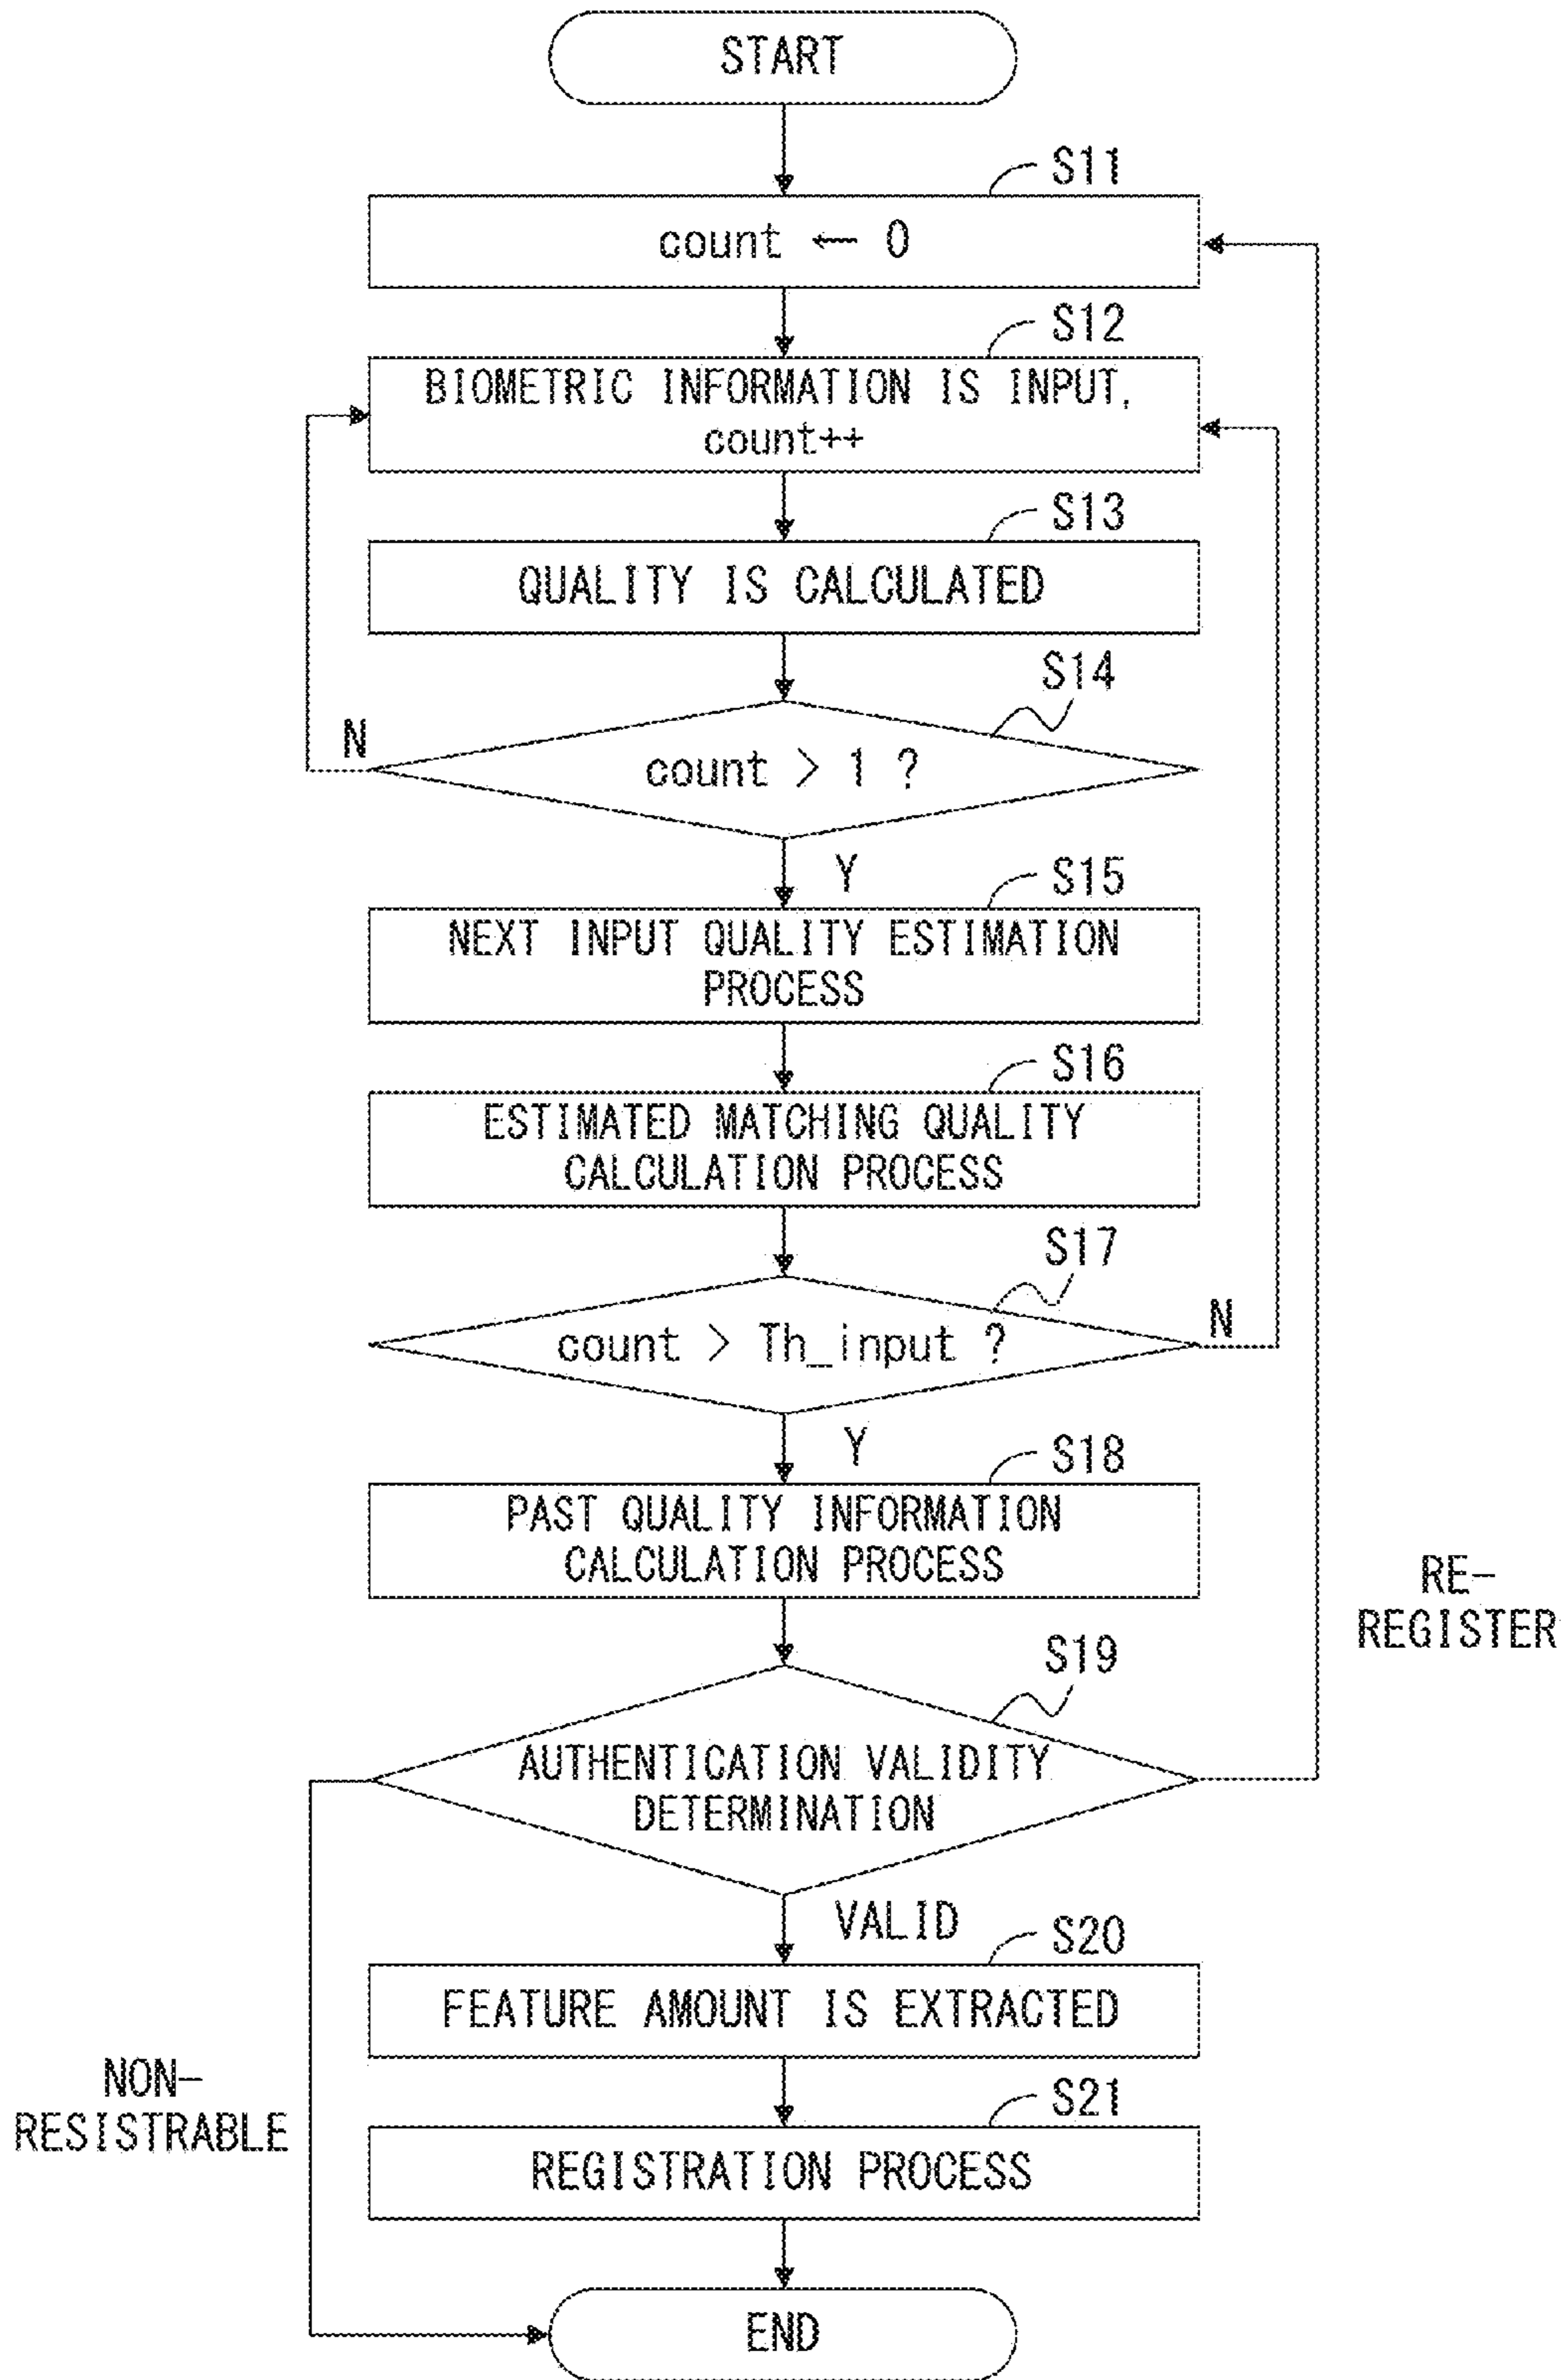 START
S11
count ← 0
S12
BIOMETRIC INFORMATION IS INPUT,
count++
S13
QUALITY IS CALCULATED
S14
N
count > 1 ?
Y
S15
NEXT INPUT QUALITY ESTIMATION
PROCESS
S16
ESTIMATED MATCHING QUALITY
CALCULATION PROCESS
S17
N
count > Th_input ?
Y
S18
PAST QUALITY INFORMATION
CALCULATION PROCESS
RE-
REGISTER
S19
AUTHENTICATION VALIDITY
DETERMINATION
VALID
S20
FEATURE AMOUNT IS EXTRACTED
NON-
RESISTRABLE
S21
REGISTRATION PROCESS
END